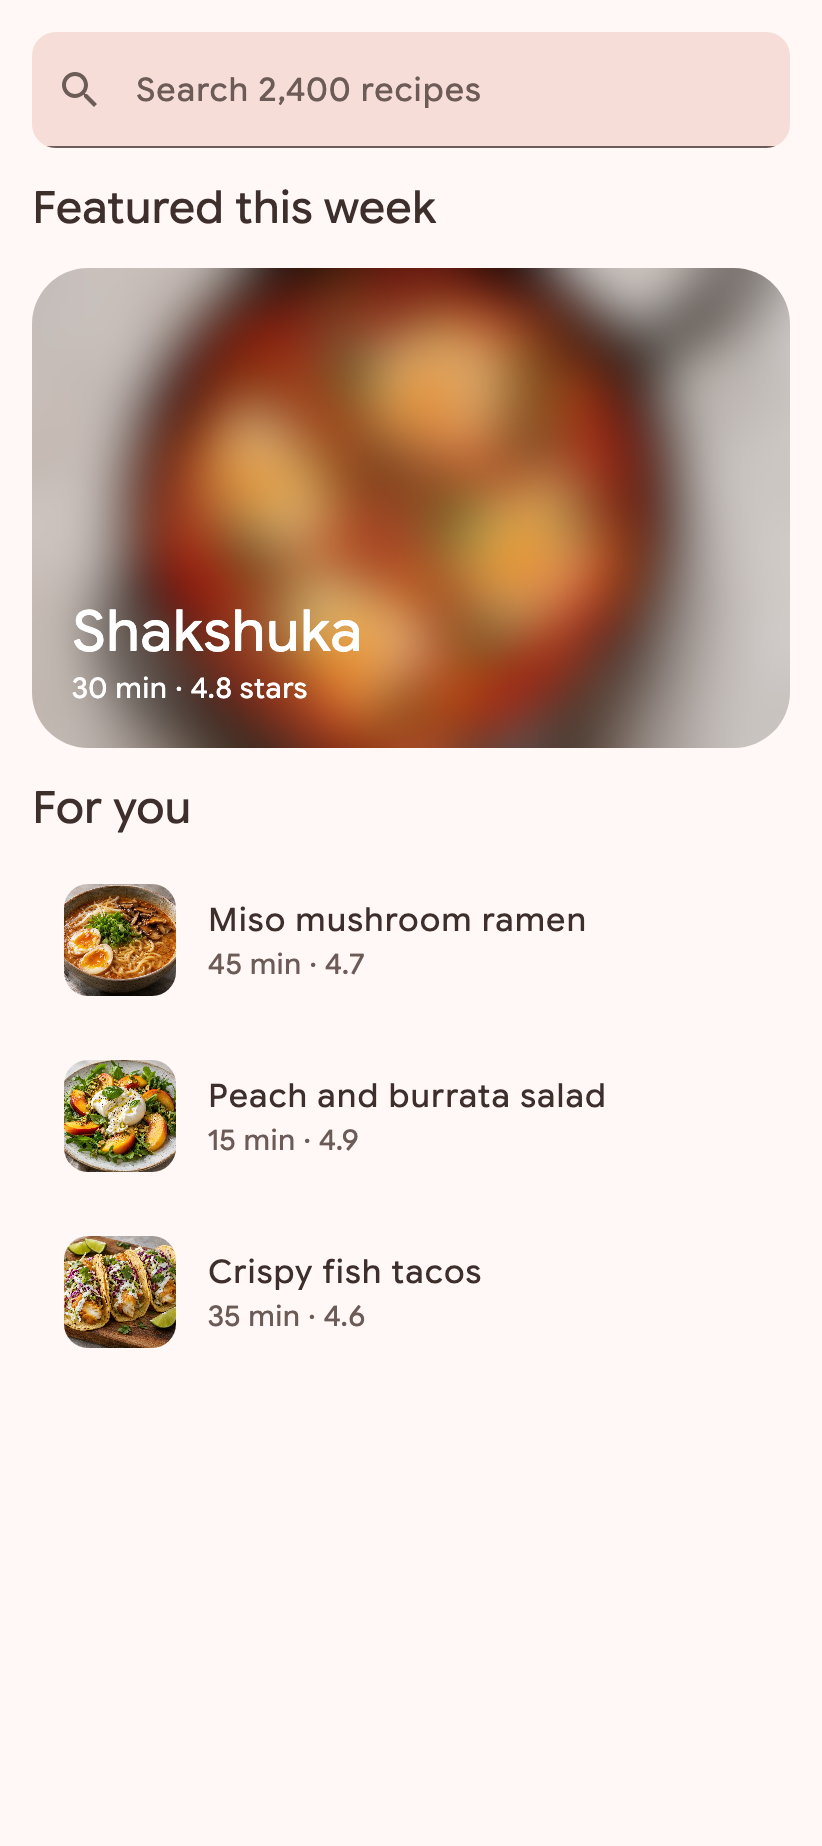 Search 2,400 recipes
Featured this week
Shakshuka
30 min · 4.8 stars
For you
Miso mushroom ramen
45 min · 4.7
Peach and burrata salad
15 min · 4.9
Crispy fish tacos
35 min · 4.6